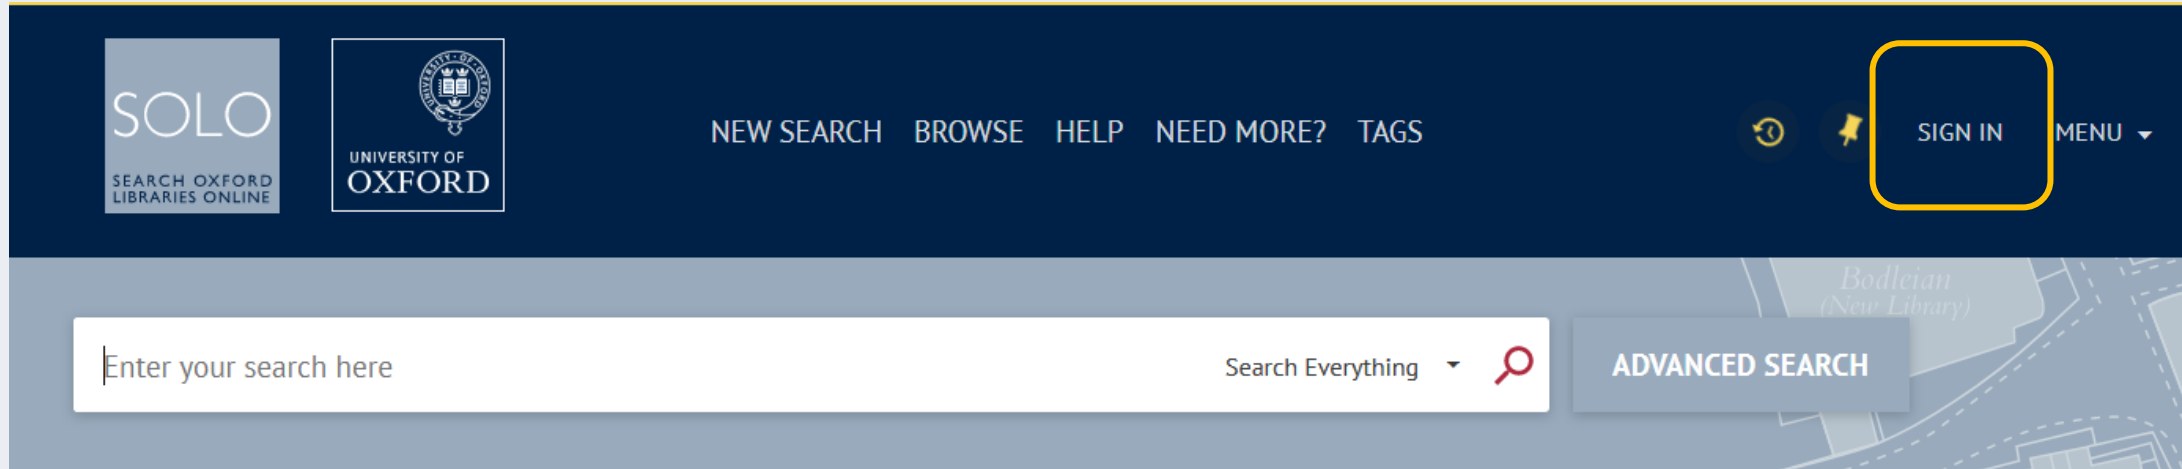 SOLO
SEARCH OXFORD
LIBRARIES ONLINE
UNIVERSITY OF
OXFORD
NEW SEARCH BROWSE HELP NEED MORE? TAGS
SIGN IN
MENU
Bodleian
(New Library)
Enter your search here
Search Everything
ADVANCED SEARCH